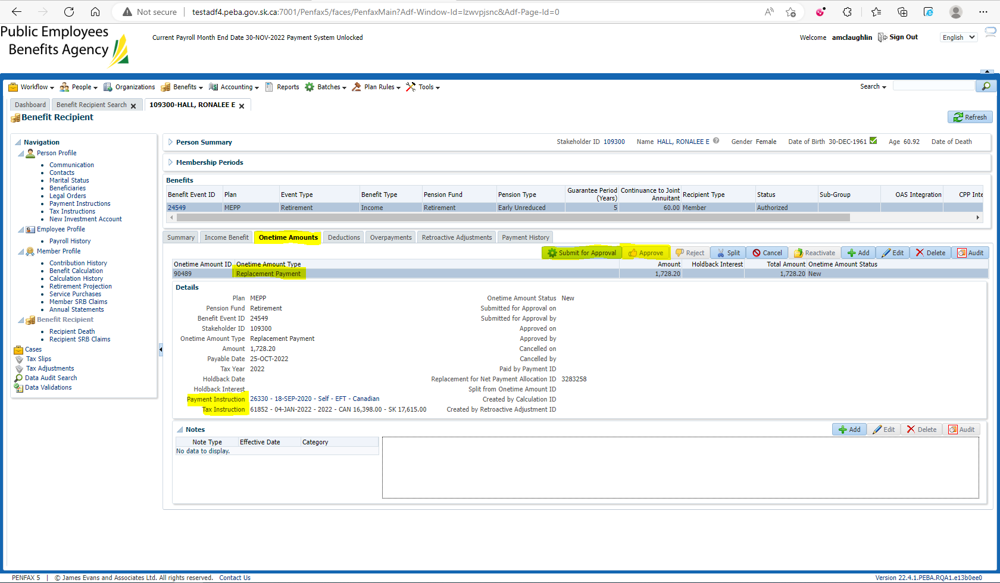 Not secure
testadf4.peba.gov.sk.ca:7001/Penfax5/faces/PenfaxMain?Adf-Window-Id=lzwvpjsnc&Adf-Page-Id=0
Public Employees
Benefits Agency
Current Payroll Month End Date 30-NOV-2022 Payment System Unlocked
Welcome amclaughlin Sign Out English
Workflow People Organizations Benefits Accounting Reports Batches Plan Rules Tools Search
Dashboard Benefit Recipient Search 109300-HALL, RONALEE E
Benefit Recipient Refresh
Navigation
Person Profile
Communication
Contacts
Marital Status
Beneficiaries
Legal Orders
Payment Instructions
Tax Instructions
New Investment Account
Employee Profile
Payroll History
Member Profile
Contribution History
Benefit Calculation
Calculation History
Retirement Projection
Service Purchases
Member SRB Claims
Annual Statements
Benefit Recipient
Recipient Death
Recipient SRB Claims
Cases
Tax Slips
Tax Adjustments
Data Audit Search
Data Validations
Person Summary Stakeholder ID 109300 Name HALL, RONALEE E Gender Female Date of Birth 30-DEC-1961 Age 60.92 Date of Death
Membership Periods
Benefits
Benefit Event ID Plan Event Type Benefit Type Pension Fund Pension Type Guarantee Period (Years) Continuance to Joint Annuitant Recipient Type Status Sub-Group OAS Integration CPP Inte
24549 MEPP Retirement Income Retirement Early Unreduced 5 60.00 Member Authorized
Summary Income Benefit Onetime Amounts Deductions Overpayments Retroactive Adjustments Payment History
Submit for Approval Approve Reject Split Cancel Reactivate Add Edit Delete Audit
Onetime Amount ID Onetime Amount Type Amount Holdback Interest Total Amount Onetime Amount Status
90489 Replacement Payment 1,728.20 1,728.20 New
Details
Plan MEPP Onetime Amount Status New
Pension Fund Retirement Submitted for Approval on
Benefit Event ID 24549 Submitted for Approval by
Stakeholder ID 109300 Approved on
Onetime Amount Type Replacement Payment Approved by
Amount 1,728.20 Cancelled on
Payable Date 25-OCT-2022 Cancelled by
Tax Year 2022 Paid by Payment ID
Holdback Date Replacement for Net Payment Allocation ID 3283258
Holdback Interest Split from Onetime Amount ID
Payment Instruction 26330 - 18-SEP-2020 - Self - EFT - Canadian Created by Calculation ID
Tax Instruction 61852 - 04-JAN-2022 - 2022 - CAN 16,398.00 - SK 17,615.00 Created by Retroactive Adjustment ID
Notes Add Edit Delete Audit
Note Type Effective Date Category
No data to display.
PENFAX 5 | © James Evans and Associates Ltd. All rights reserved. Contact Us Version 22.4.1.PEBA.RQA1.e13b0ee0